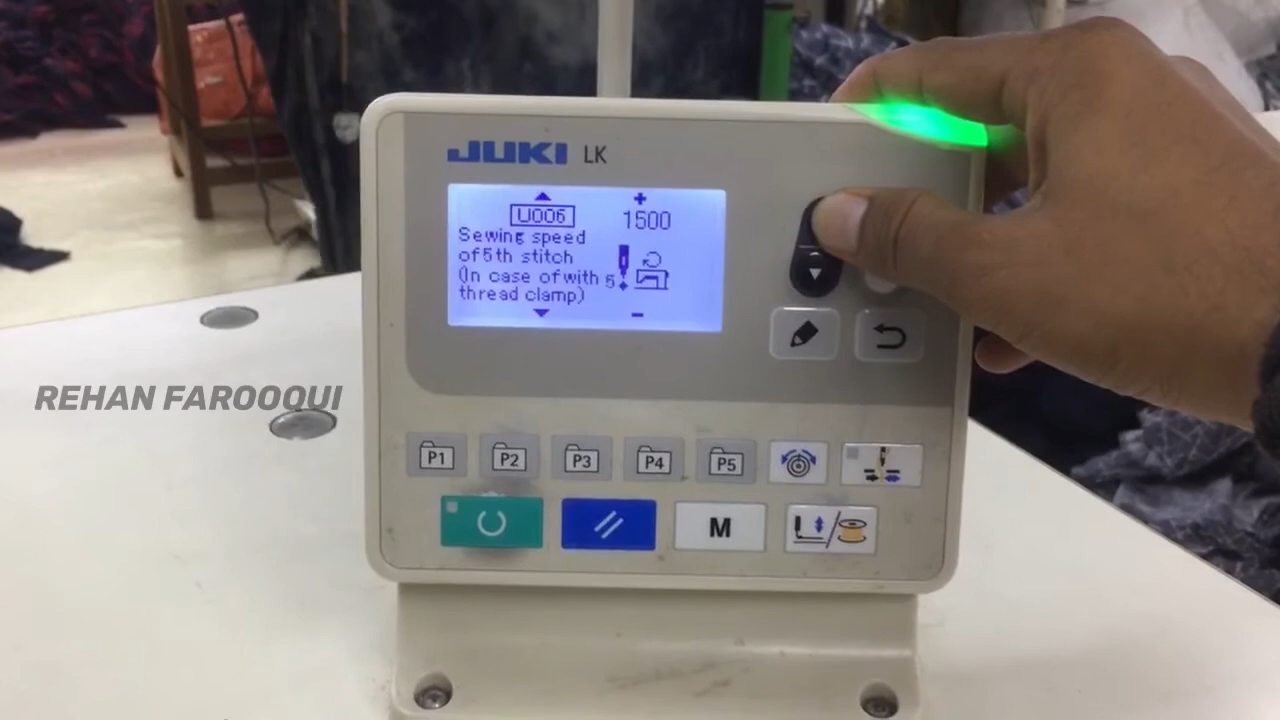 JUKI LK
U006
1500
Sewing speed
of 5th stitch
(In case of with
thread clamp)
5
REHAN FAROOQUI
P1 P2 P3 P4 P5
M